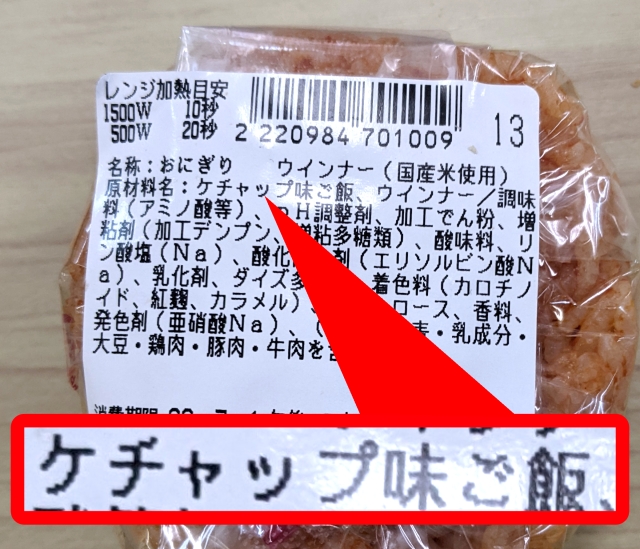 レンジ加熱目安
1500W 10秒
500W 20秒
2 220984 701009
13
名称：おにぎり ウインナー（国産米使用）
原材料名：ケチャップ味ご飯、ウインナー／調味
料（アミノ酸等）、pH調整剤、加工でん粉、増
粘剤（加工デンプン、増粘多糖類）、酸味料、リ
ン酸塩（Na）、酸化 剤（エリソルビン酸N
a）、乳化剤、ダイズ多 着色料（カロチノ
イド、紅麹、カラメル）、 ロース、香料、
発色剤（亜硝酸Na）、（ ・乳成分・
大豆・鶏肉・豚肉・牛肉を
消費期限
ケチャップ味ご飯、